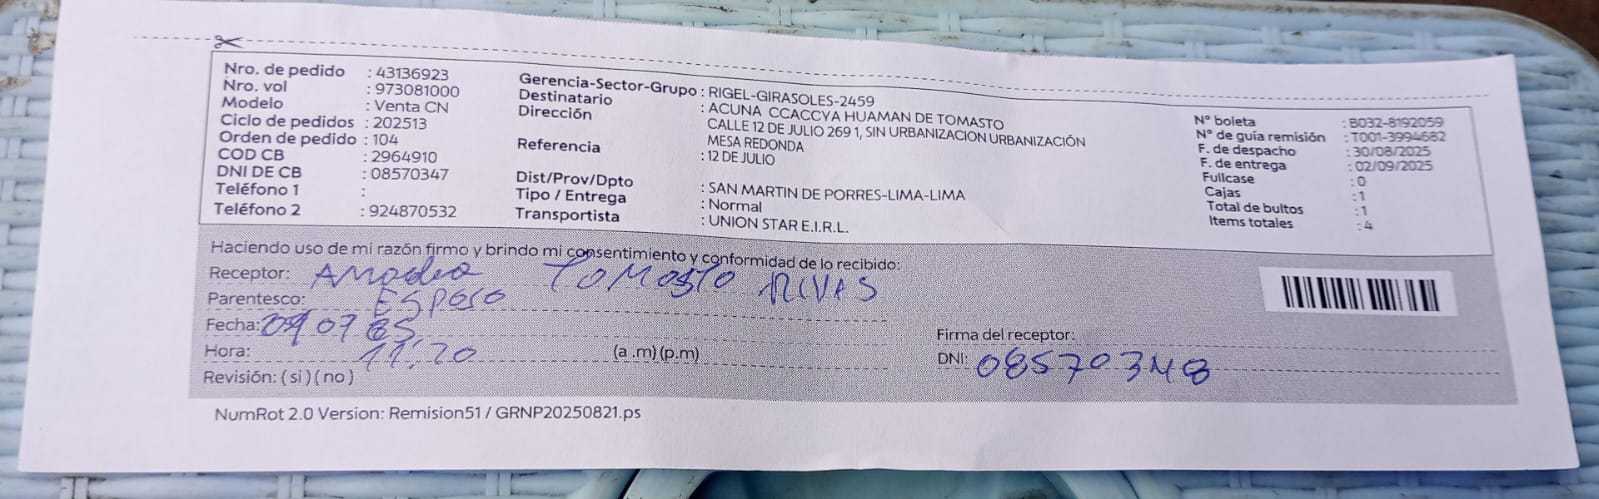 Nro. de pedido : 43136923
Nro. vol : 973081000
Modelo : Venta CN
Ciclo de pedidos : 202513
Orden de pedido : 104
COD CB : 2964910
DNI DE CB : 08570347
Teléfono 1 :
Teléfono 2 : 924870532
Gerencia-Sector-Grupo : RIGEL-GIRASOLES-2459
Destinatario : ACUNA CCACCYA HUAMAN DE TOMASTO
Dirección CALLE 12 DE JULIO 269 1, SIN URBANIZACION URBANIZACIÓN
MESA REDONDA
Referencia : 12 DE JULIO
Dist/Prov/Dpto : SAN MARTIN DE PORRES-LIMA-LIMA
Tipo / Entrega : Normal
Transportista : UNION STAR E.I.R.L.
N° boleta : B032-8192059
N° de guia remisión : T001-3994682
F. de despacho : 30/08/2025
F. de entrega : 02/09/2025
Fullcase : 0
Cajas : 1
Total de bultos : 1
Items totales : 4
Haciendo uso de mi razón firmo y brindo mi consentimiento y conformidad de lo recibido:
Receptor: TOMASTO RIVAS
Parentesco: ESPOSO
Fecha:
Hora: 11:20 (a .m) (p.m)
Revisión: ( si ) ( no )
Firma del receptor:
DNI: 08570348
NumRot 2.0 Version: Remision51 / GRNP20250821.ps